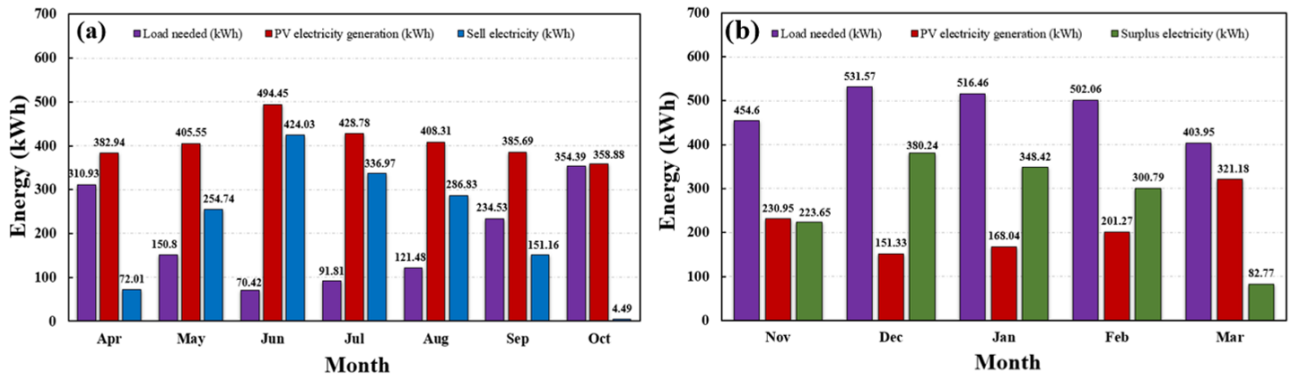 (a)
Load needed (kWh) PV electricity generation (kWh) Sell electricity (kWh)
Energy (kWh)
700
600
500
400
300
200
100
0
310.93 382.94 72.01
150.8 405.55 254.74
70.42 494.45 424.03
91.81 428.78 336.97
121.48 408.31 286.83
234.53 385.69 151.16
354.39 358.88 4.49
Apr May Jun Jul Aug Sep Oct
Month
(b)
Load needed (kWh) PV electricity generation (kWh) Surplus electricity (kWh)
Energy (kWh)
700
600
500
400
300
200
100
0
454.6 230.95 223.65
531.57 151.33 380.24
516.46 168.04 348.42
502.06 201.27 300.79
403.95 321.18 82.77
Nov Dec Jan Feb Mar
Month